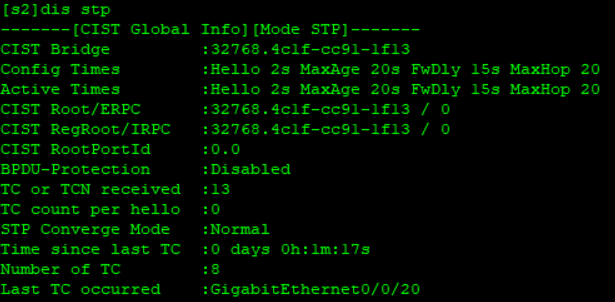 [s2]dis stp
-------[CIST Global Info][Mode STP]-------
CIST Bridge         :32768.4c1f-cc91-1f13
Config Times        :Hello 2s MaxAge 20s FwDly 15s MaxHop 20
Active Times        :Hello 2s MaxAge 20s FwDly 15s MaxHop 20
CIST Root/ERPC      :32768.4c1f-cc91-1f13 / 0
CIST RegRoot/IRPC   :32768.4c1f-cc91-1f13 / 0
CIST RootPortId     :0.0
BPDU-Protection     :Disabled
TC or TCN received  :13
TC count per hello  :0
STP Converge Mode   :Normal
Time since last TC  :0 days 0h:1m:17s
Number of TC        :8
Last TC occurred    :GigabitEthernet0/0/20